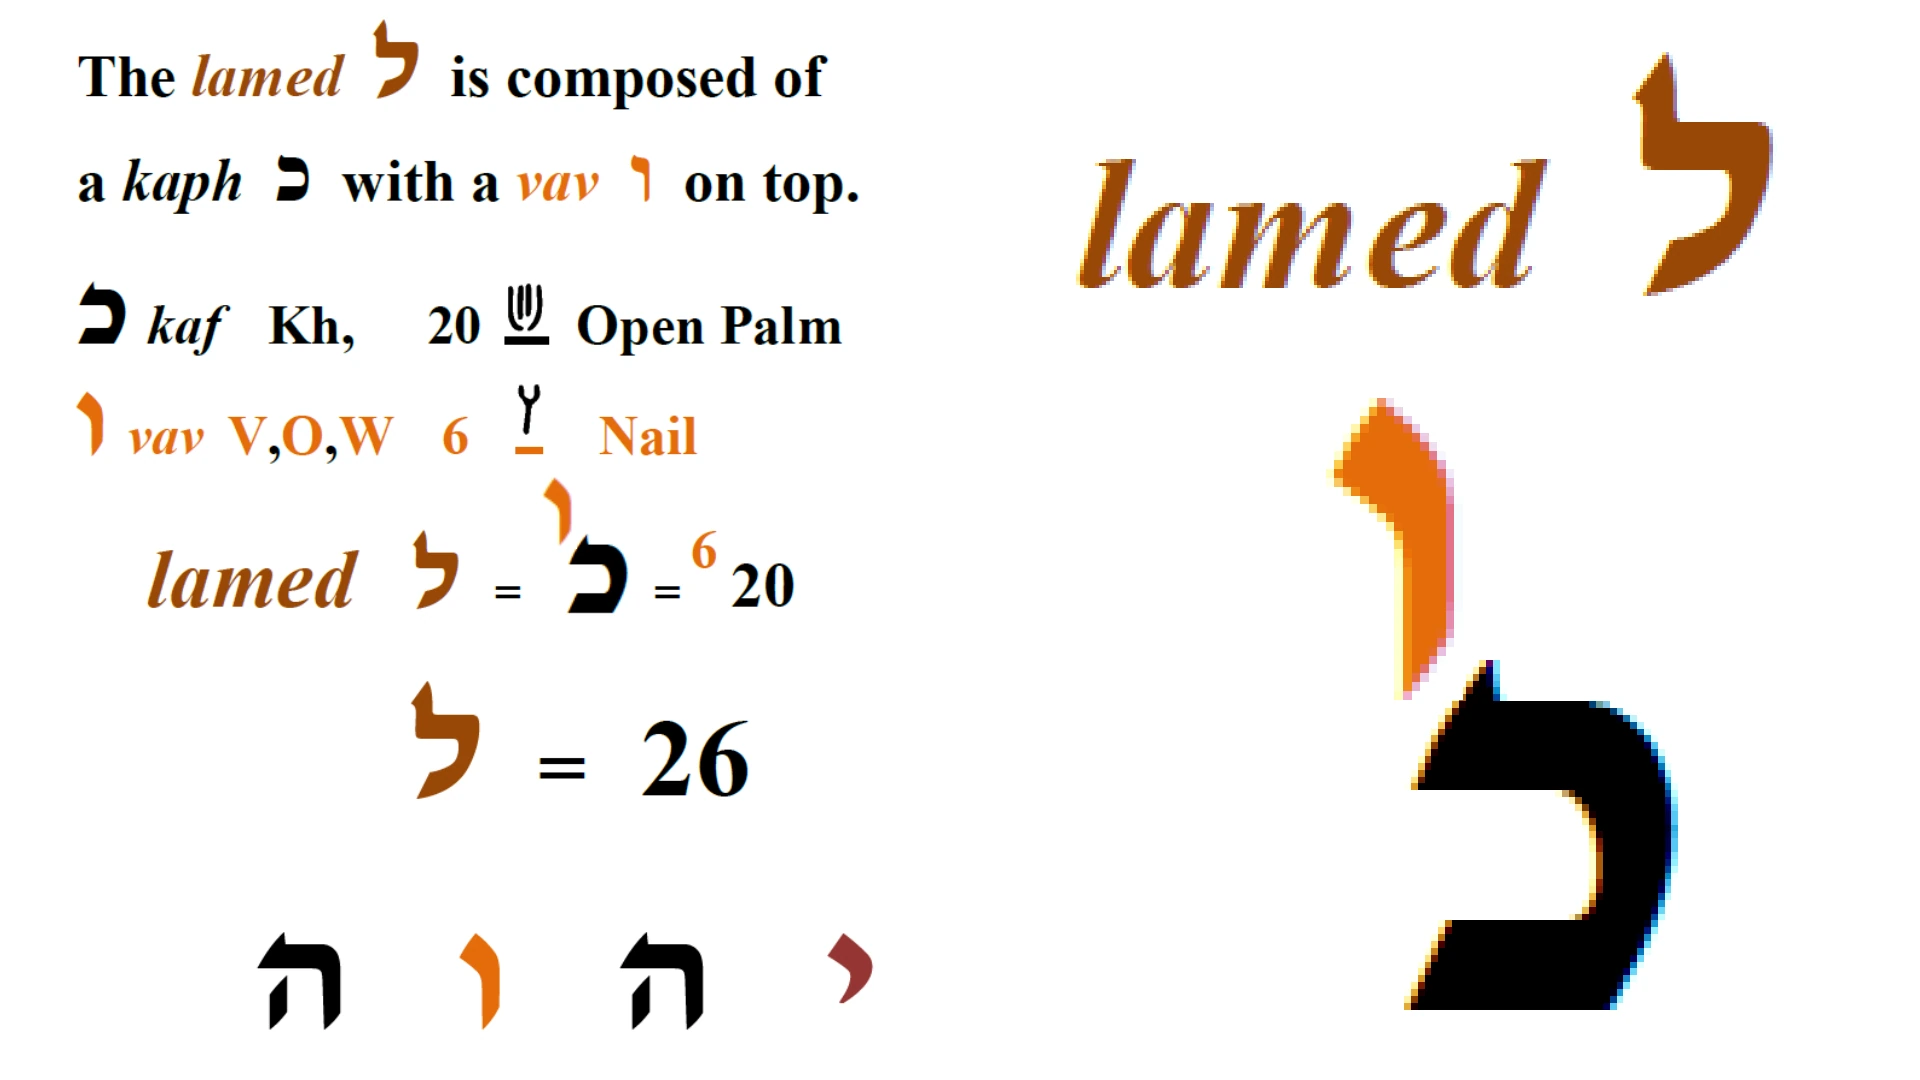 The lamed ל is composed of
a kaph כ with a vav ו on top.
כ kaf Kh, 20 Open Palm
ו vav V,O,W 6 Nail
lamed ל = ו כ = 6 20
ל = 26
יהוה
lamed ל
ו
כ